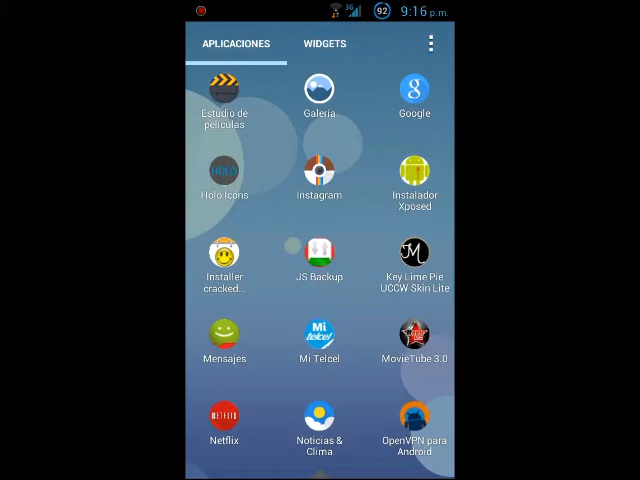 3G 92 9:16 p.m.
APLICACIONES WIDGETS
Estudio de
películas
Galería
Google
HOLO
Holo Icons
Instagram
Instalador
Xposed
Installer
cracked...
JS Backup
Key Lime Pie
UCCW Skin Lite
Mensajes
Mi
telcel
Mi Telcel
MovieTube 3.0
NETFLIX
Netflix
Noticias &
Clima
OpenVPN para
Android